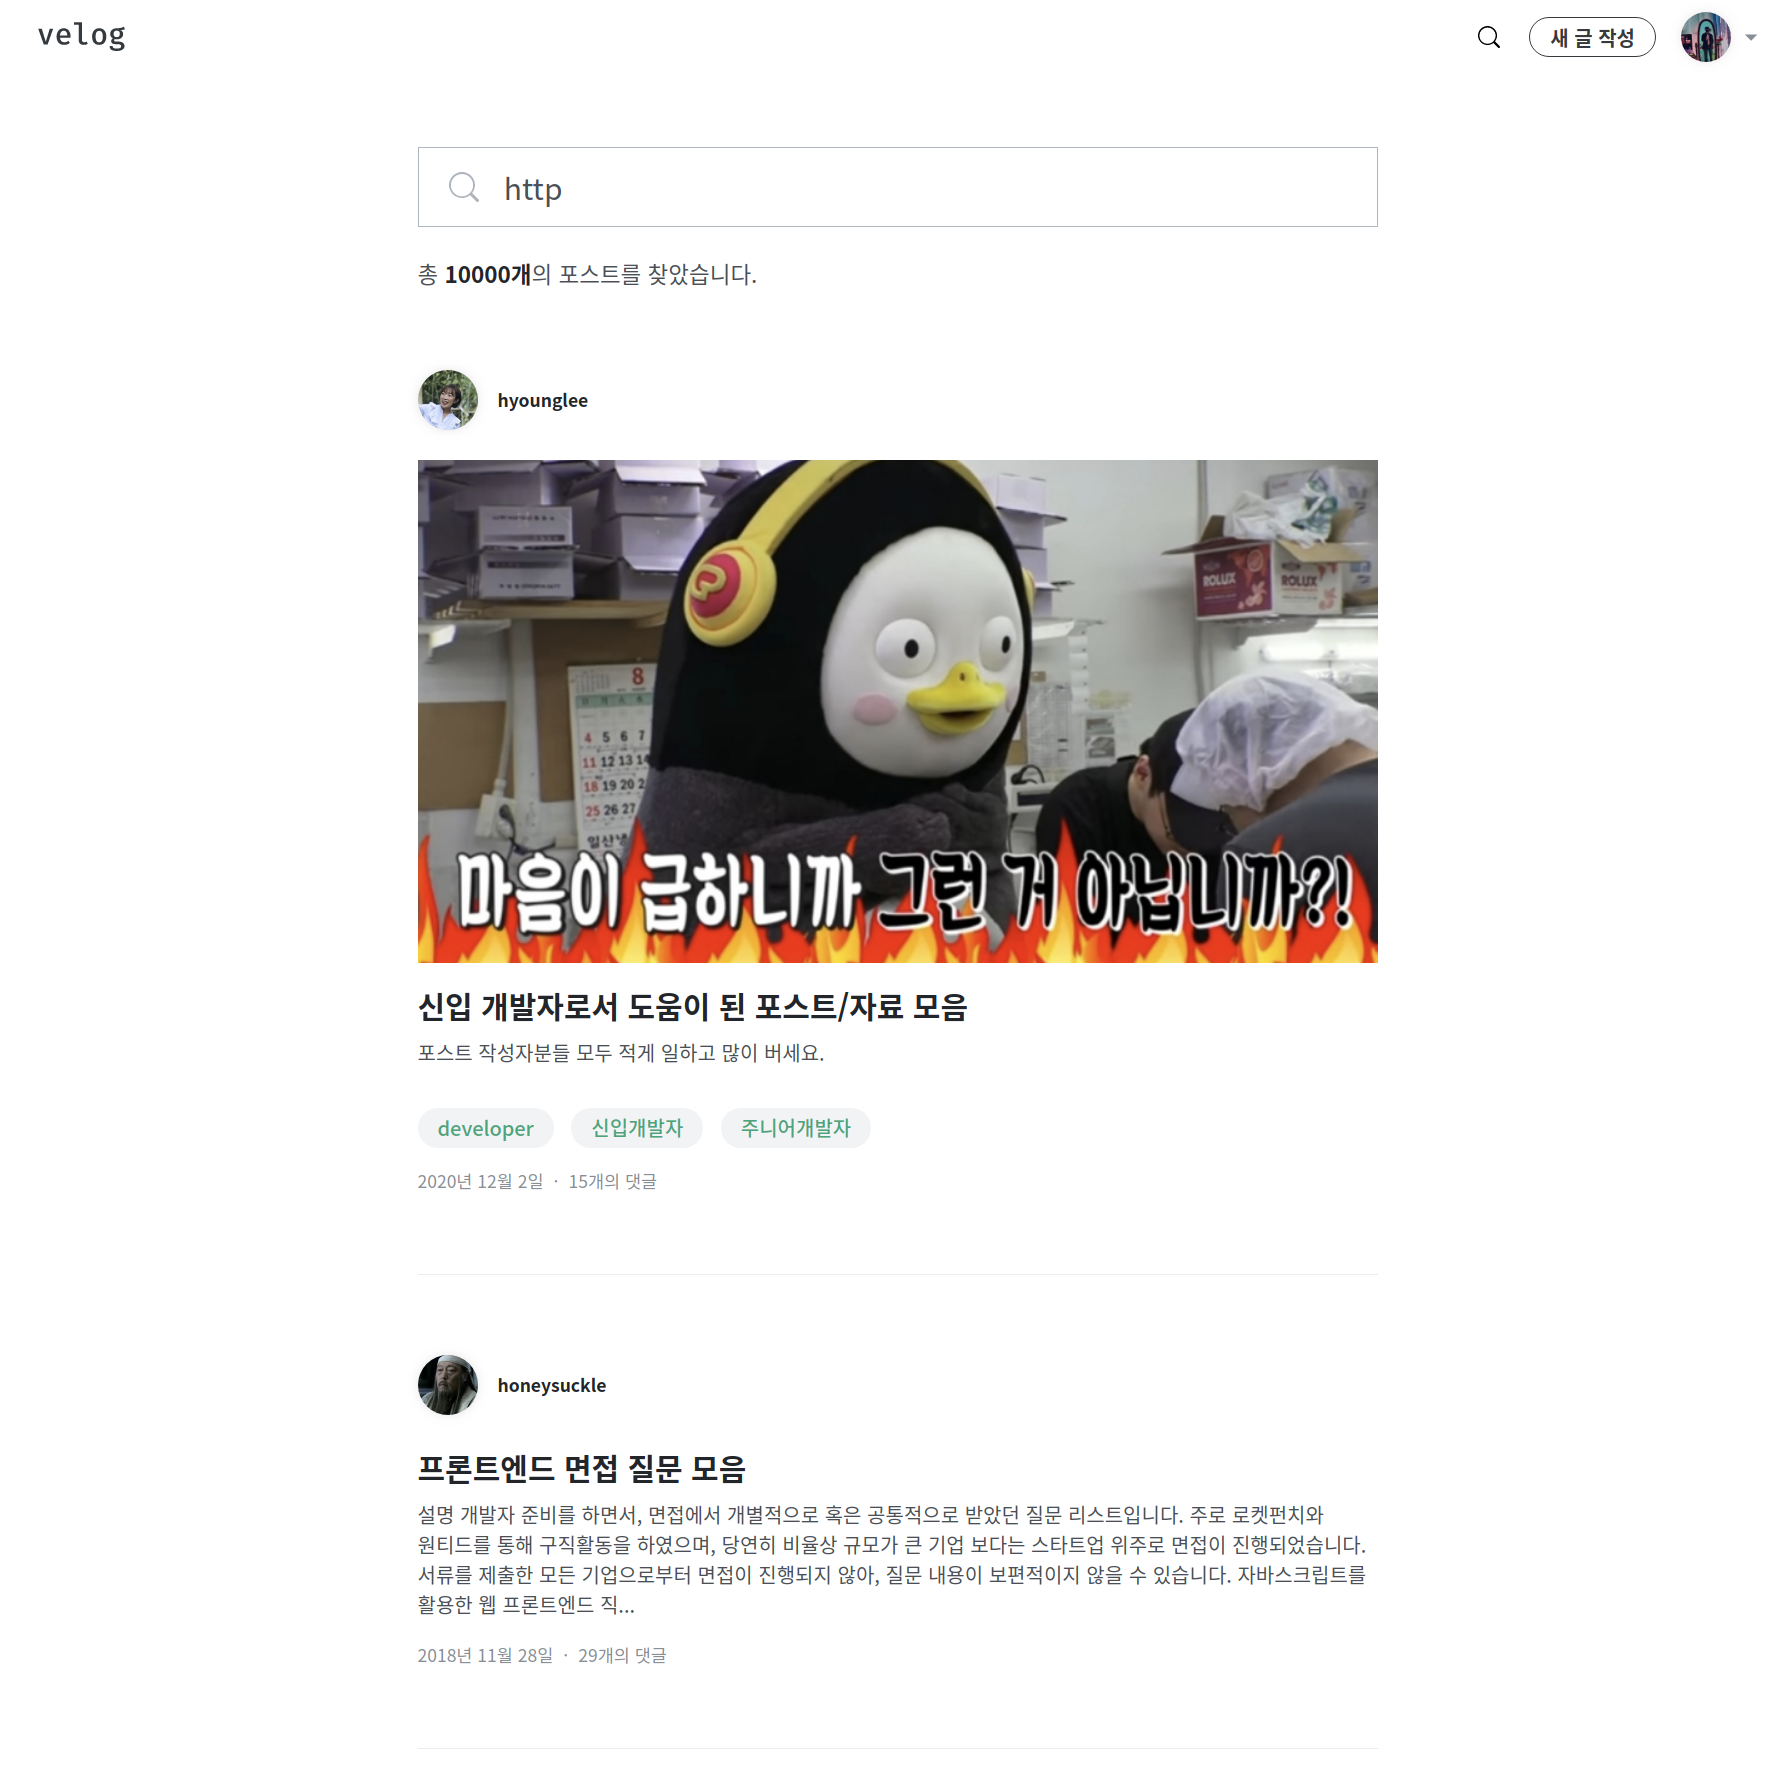 velog
새 글 작성
http
총 10000개의 포스트를 찾았습니다.
hyounglee
ROLUX
ROLUX
8
4 5 6 7
11 12 13 14
18 19 20 2
25 26 27
일산냉
마음이 급하니까 그런 거 아닙니까?!
신입 개발자로서 도움이 된 포스트/자료 모음
포스트 작성자분들 모두 적게 일하고 많이 버세요.
developer
신입개발자
주니어개발자
2020년 12월 2일 · 15개의 댓글
honeysuckle
프론트엔드 면접 질문 모음
설명 개발자 준비를 하면서, 면접에서 개별적으로 혹은 공통적으로 받았던 질문 리스트입니다. 주로 로켓펀치와
원티드를 통해 구직활동을 하였으며, 당연히 비율상 규모가 큰 기업 보다는 스타트업 위주로 면접이 진행되었습니다.
서류를 제출한 모든 기업으로부터 면접이 진행되지 않아, 질문 내용이 보편적이지 않을 수 있습니다. 자바스크립트를
활용한 웹 프론트엔드 직...
2018년 11월 28일 · 29개의 댓글